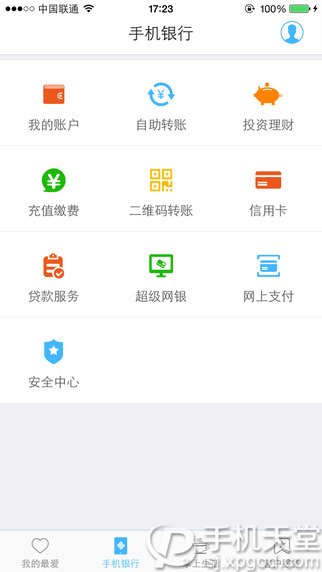 中国联通
17:23
100%
手机银行
我的账户
自助转账
投资理财
充值缴费
二维码转账
信用卡
贷款服务
超级网银
网上支付
安全中心
我的最爱
手机银行
掌上生活
手机天堂
xpgod.com